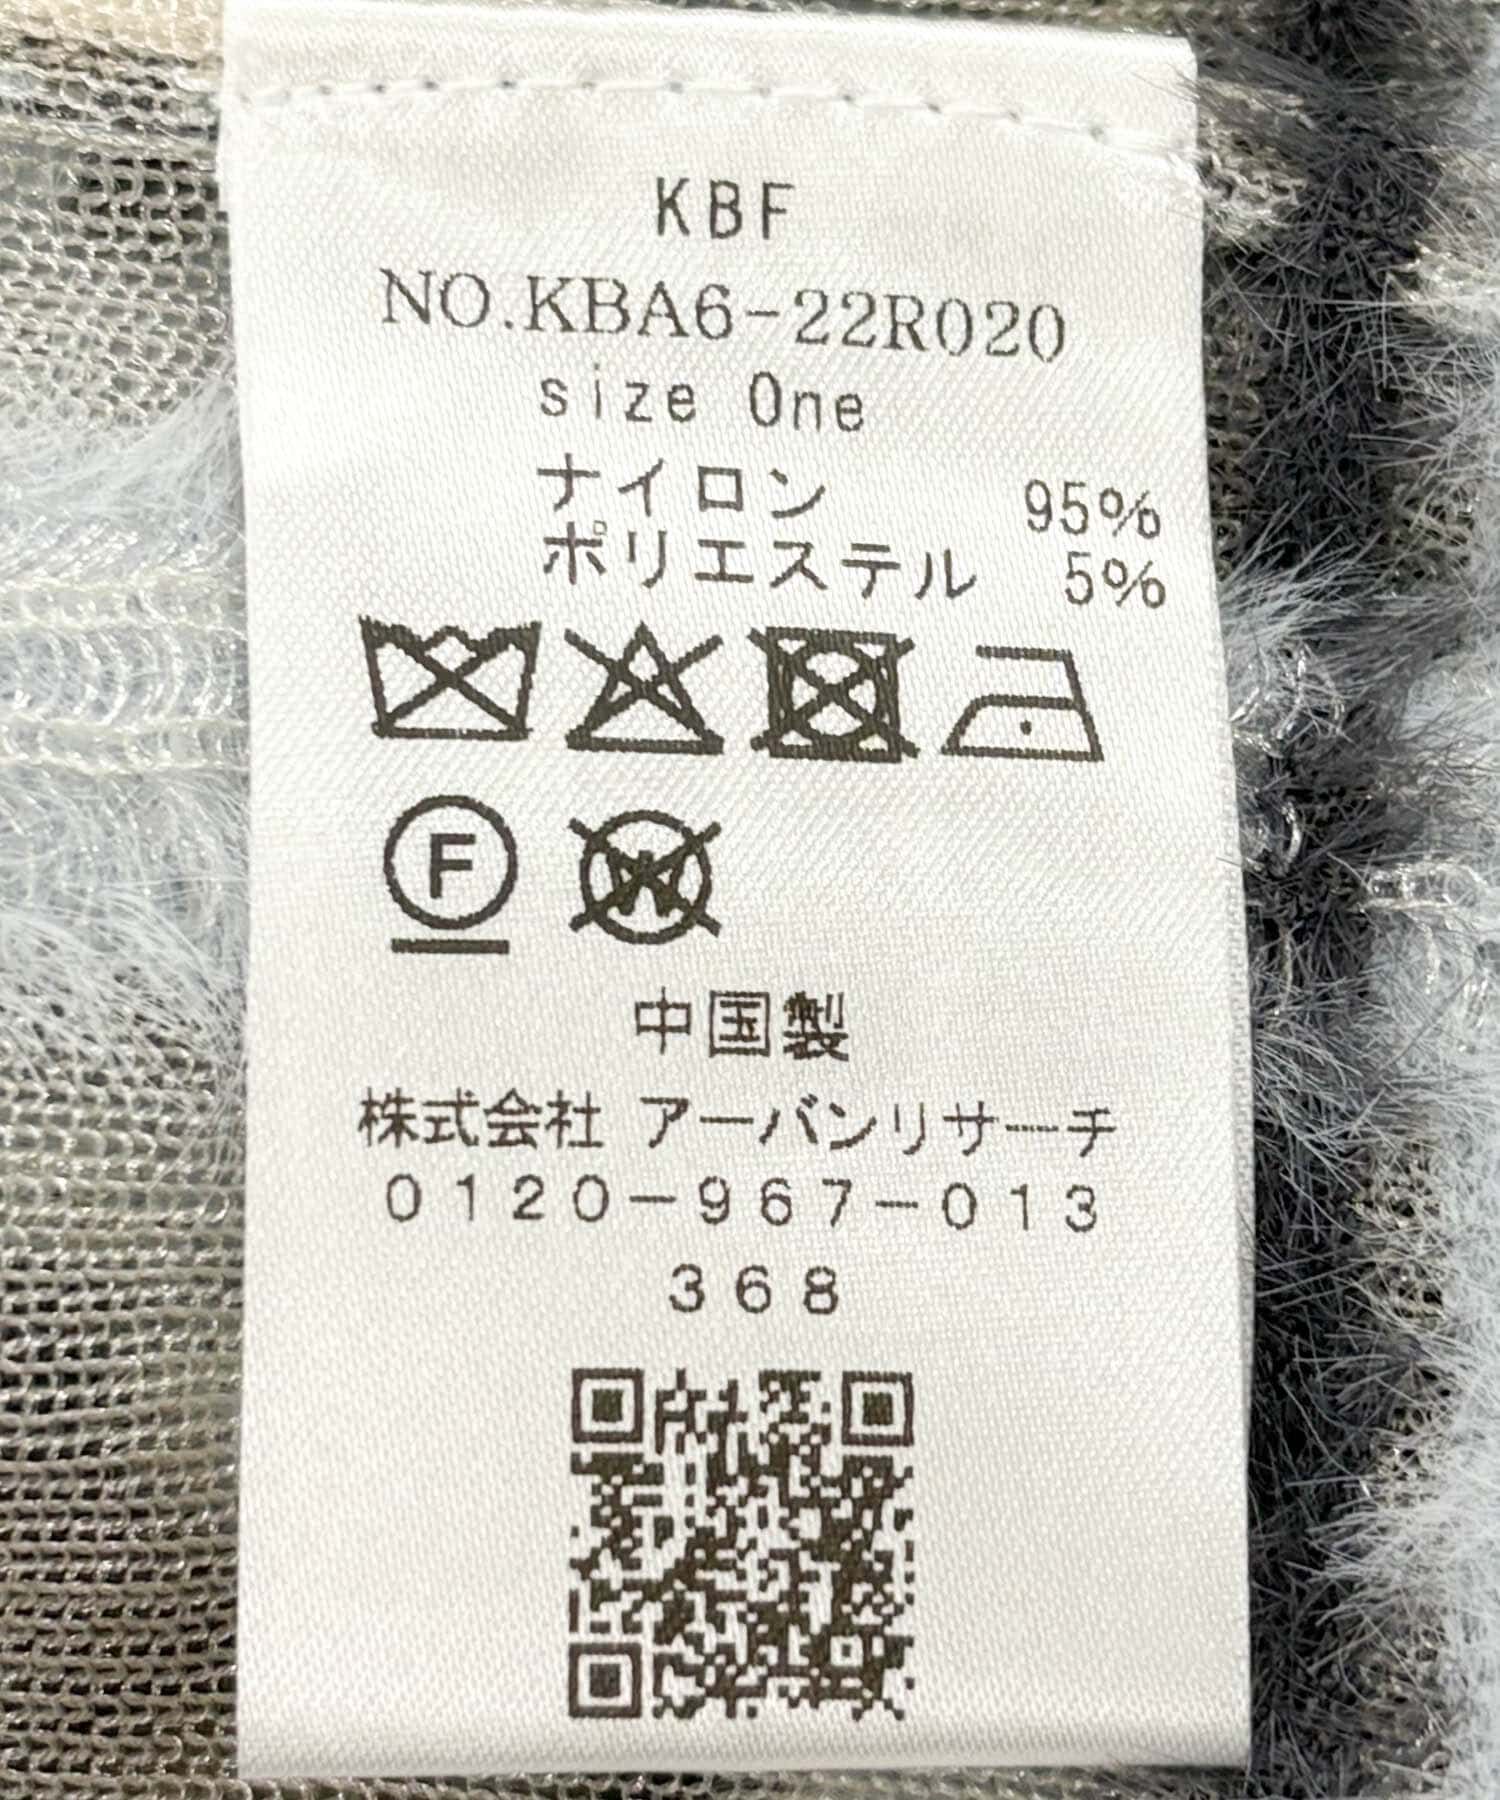 KBF
NO.KBA6-22R020
size One
ナイロン 95%
ポリエステル 5%
F
W
中国製
株式会社 アーバンリサーチ
0120-967-013
368